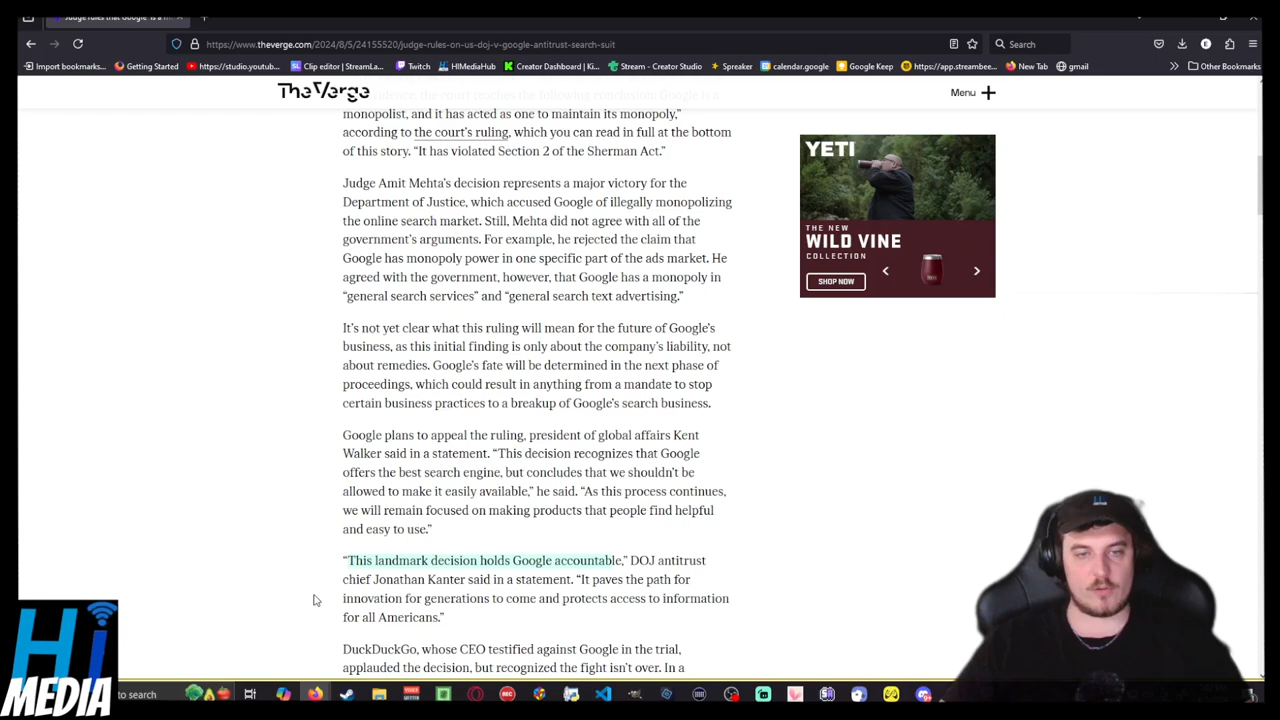 Judge rules that Google 'is a m...
https://www.theverge.com/2024/8/5/24155520/judge-rules-on-us-doj-v-google-antitrust-search-suit
Search
Import bookmarks...
Getting Started
https://studio.youtub...
Clip editor | StreamLa...
Twitch
HIMediaHub
Creator Dashboard | Ki...
Stream - Creator Studio
Spreaker
calendar.google
Google Keep
https://app.streambee...
New Tab
gmail
Other Bookmarks
The Verge
Menu
the court reaches the following conclusion: Google is a
monopolist, and it has acted as one to maintain its monopoly,”
according to the court’s ruling, which you can read in full at the bottom
of this story. “It has violated Section 2 of the Sherman Act.”
Judge Amit Mehta’s decision represents a major victory for the
Department of Justice, which accused Google of illegally monopolizing
the online search market. Still, Mehta did not agree with all of the
government’s arguments. For example, he rejected the claim that
Google has monopoly power in one specific part of the ads market. He
agreed with the government, however, that Google has a monopoly in
“general search services” and “general search text advertising.”
It’s not yet clear what this ruling will mean for the future of Google’s
business, as this initial finding is only about the company’s liability, not
about remedies. Google’s fate will be determined in the next phase of
proceedings, which could result in anything from a mandate to stop
certain business practices to a breakup of Google’s search business.
Google plans to appeal the ruling, president of global affairs Kent
Walker said in a statement. “This decision recognizes that Google
offers the best search engine, but concludes that we shouldn’t be
allowed to make it easily available,” he said. “As this process continues,
we will remain focused on making products that people find helpful
and easy to use.”
“This landmark decision holds Google accountable,” DOJ antitrust
chief Jonathan Kanter said in a statement. “It paves the path for
innovation for generations to come and protects access to information
for all Americans.”
DuckDuckGo, whose CEO testified against Google in the trial,
applauded the decision, but recognized the fight isn’t over. In a
YETI
THE NEW
WILD VINE
COLLECTION
SHOP NOW
Hi
MEDIA
to search